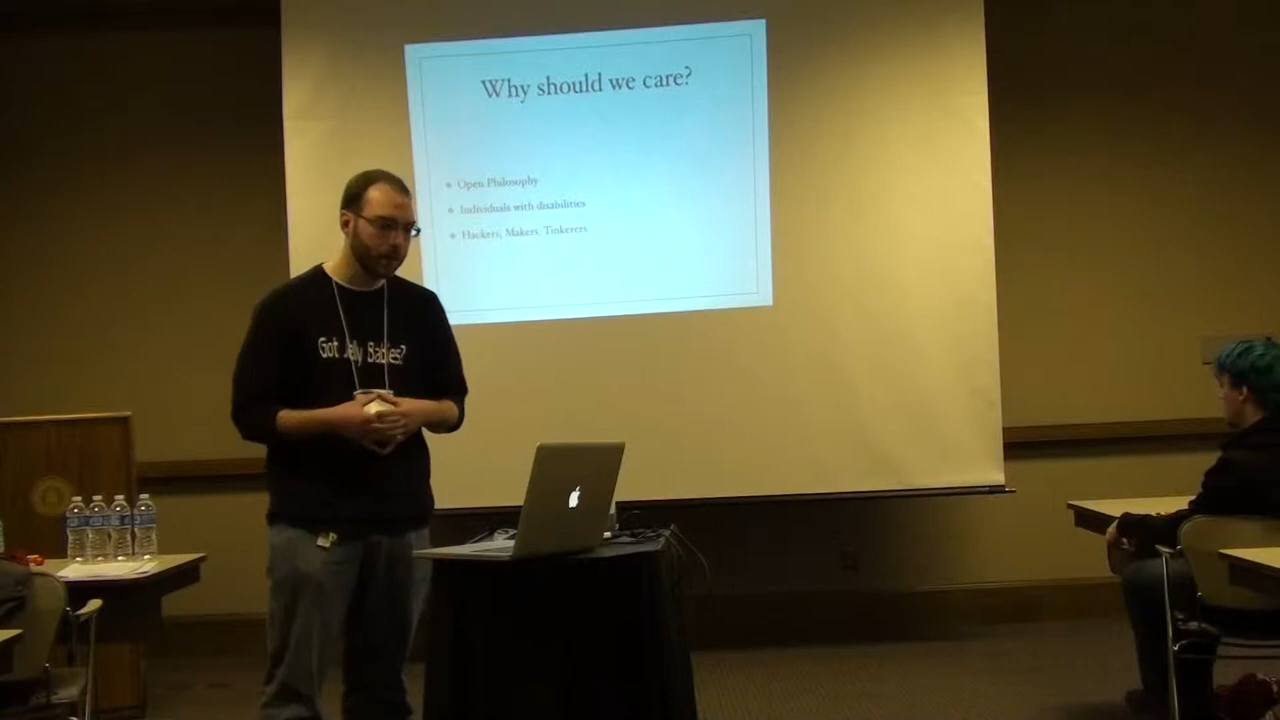 Why should we care?
Open Philosophy
Individuals with disabilities
Hackers, Makers, Tinkerers
Got Jelly Babies?